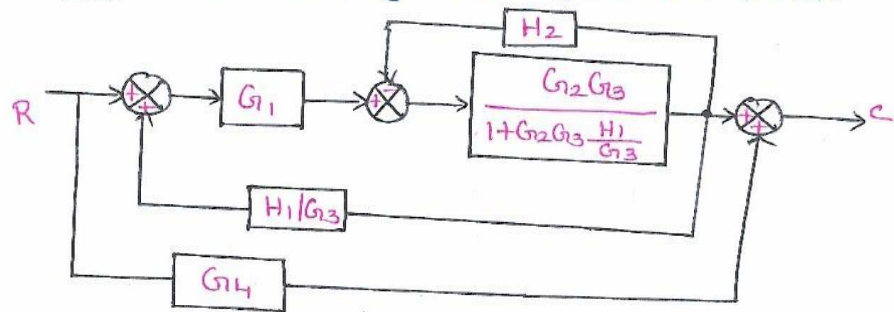 H2
R
+
+
G1
+
-
G2G3
1+G2G3 H1
G3
+
+
C
H1/G3
G4